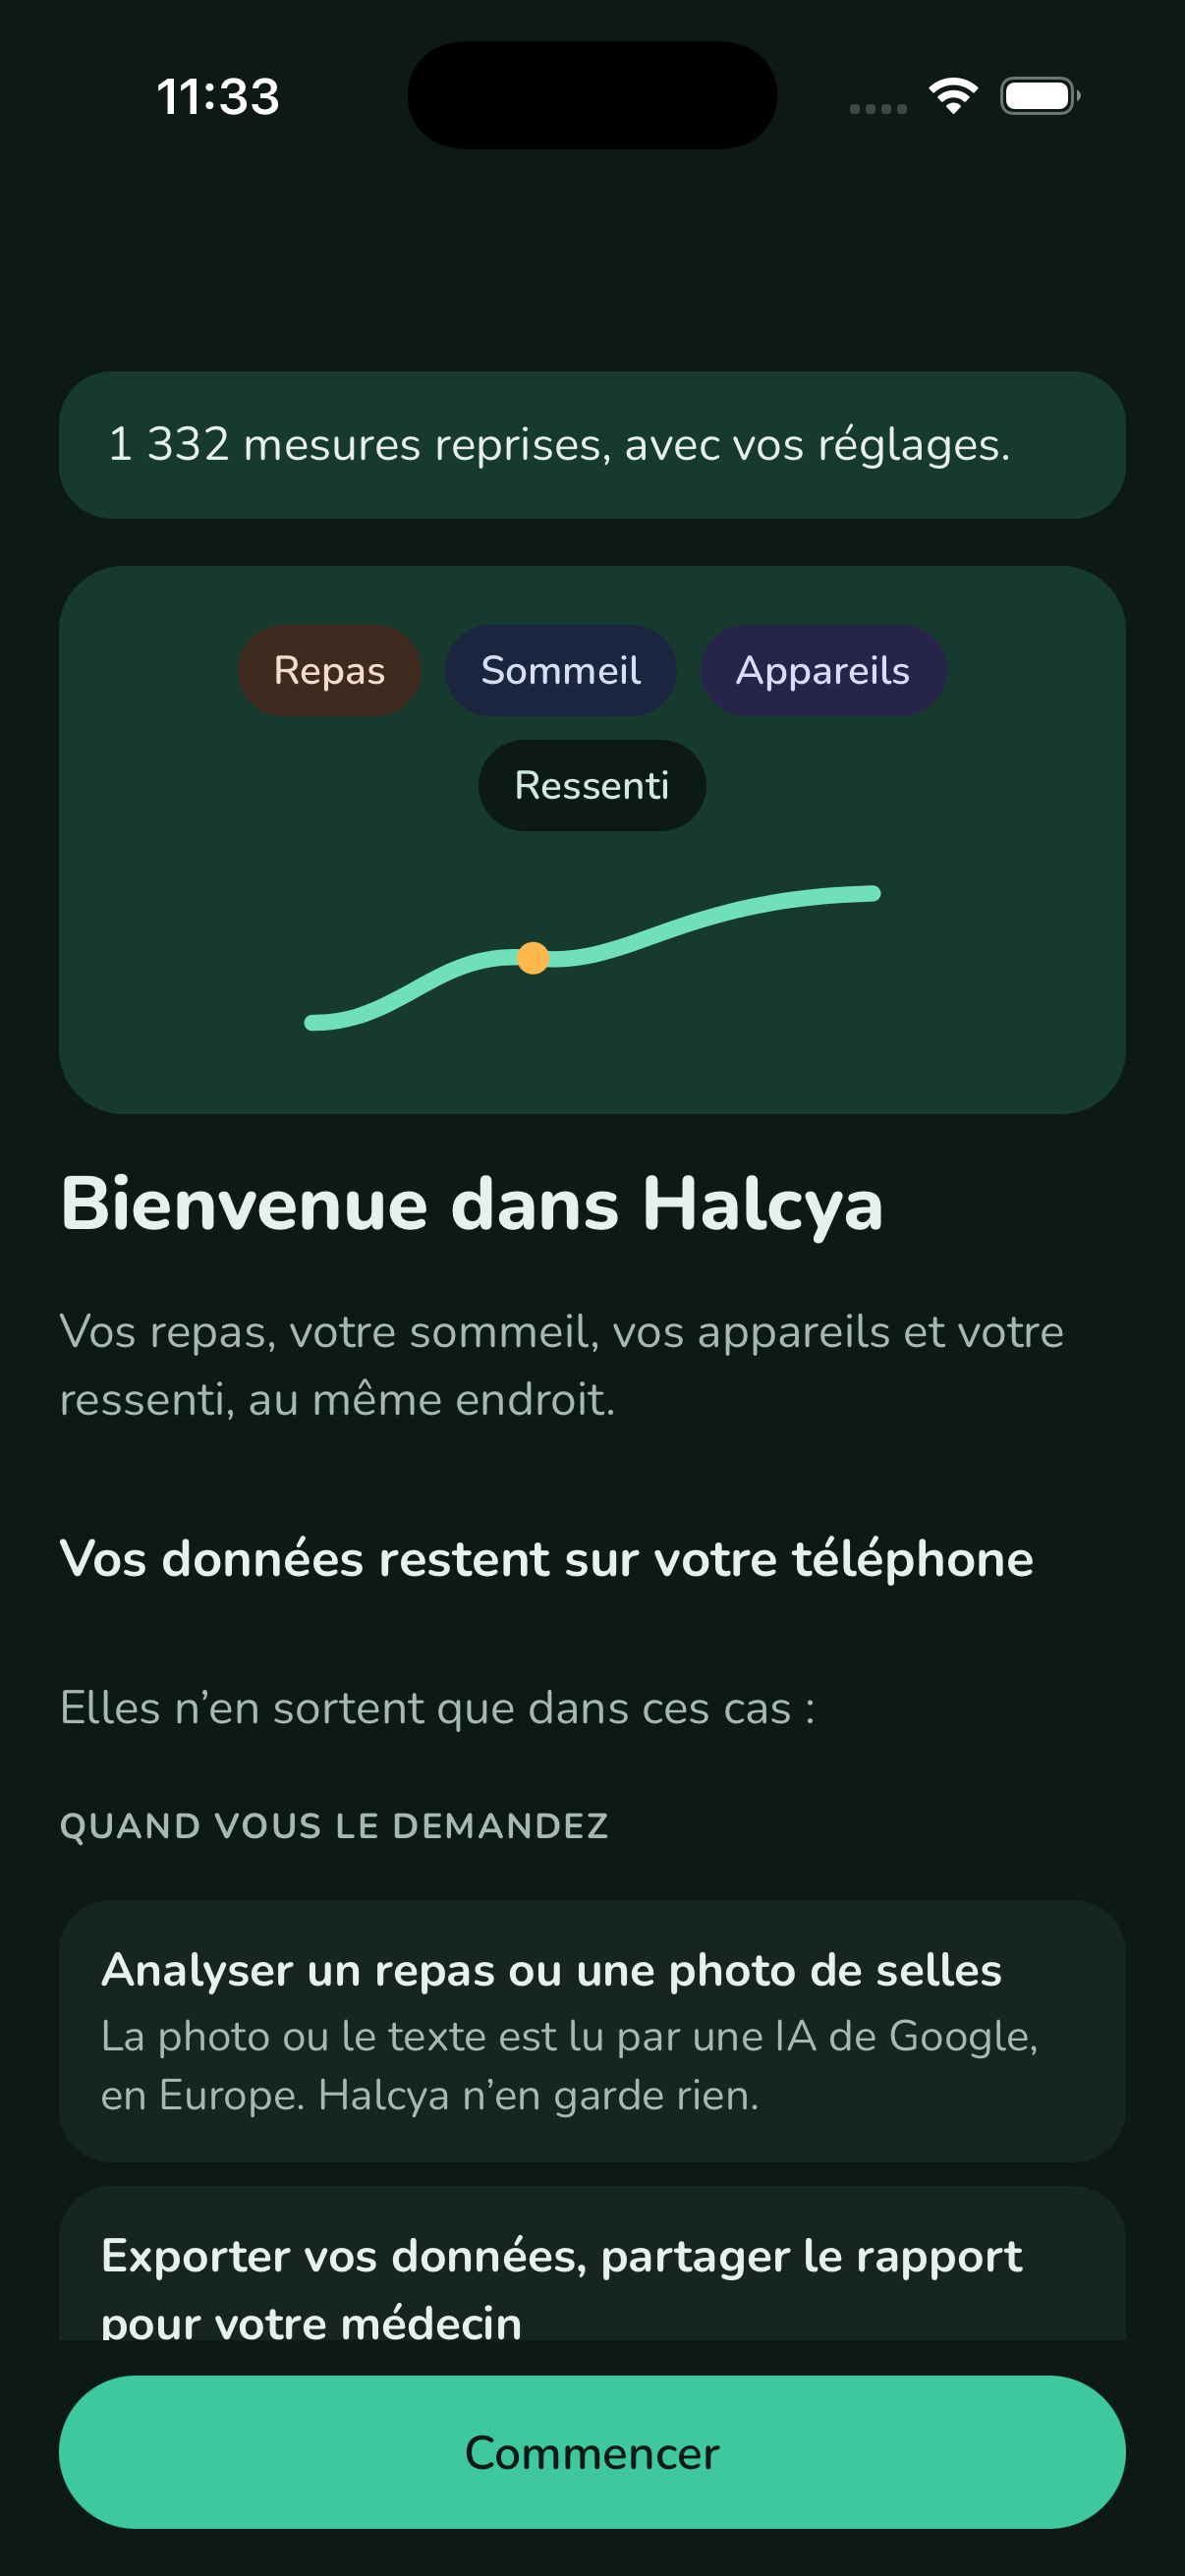 11:33
1 332 mesures reprises, avec vos réglages.
Repas
Sommeil
Appareils
Ressenti
Bienvenue dans Halcya
Vos repas, votre sommeil, vos appareils et votre
ressenti, au même endroit.
Vos données restent sur votre téléphone
Elles n’en sortent que dans ces cas :
QUAND VOUS LE DEMANDEZ
Analyser un repas ou une photo de selles
La photo ou le texte est lu par une IA de Google,
en Europe. Halcya n’en garde rien.
Exporter vos données, partager le rapport
pour votre médecin
Commencer